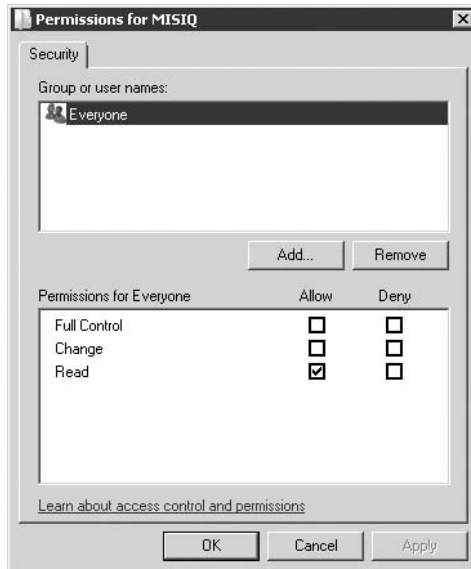 Permissions for MISIQ
Security
Group or user names:
Everyone
Add... Remove
Permissions for Everyone Allow Deny
Full Control
Change
Read
Learn about access control and permissions
OK Cancel Apply